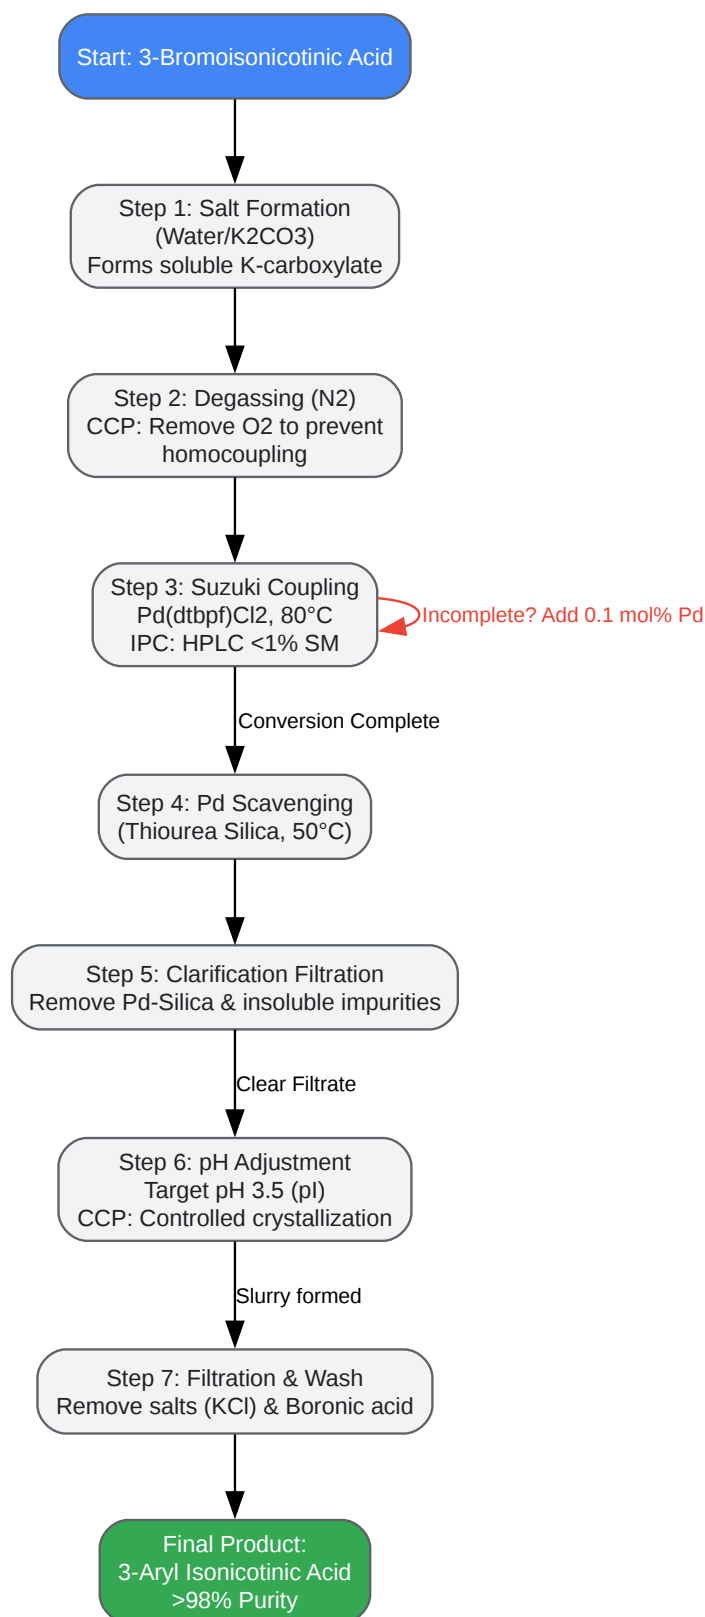 Start: 3-Bromoisonicotinic Acid
Step 1: Salt Formation
(Water/K2CO3)
Forms soluble K-carboxylate
Step 2: Degassing (N2)
CCP: Remove O2 to prevent
homocoupling
Step 3: Suzuki Coupling
Pd(dtbpf)Cl2, 80°C
IPC: HPLC <1% SM
Incomplete? Add 0.1 mol% Pd
Conversion Complete
Step 4: Pd Scavenging
(Thiourea Silica, 50°C)
Step 5: Clarification Filtration
Remove Pd-Silica & insoluble impurities
Clear Filtrate
Step 6: pH Adjustment
Target pH 3.5 (pI)
CCP: Controlled crystallization
Slurry formed
Step 7: Filtration & Wash
Remove salts (KCl) & Boronic acid
Final Product:
3-Aryl Isonicotinic Acid
>98% Purity